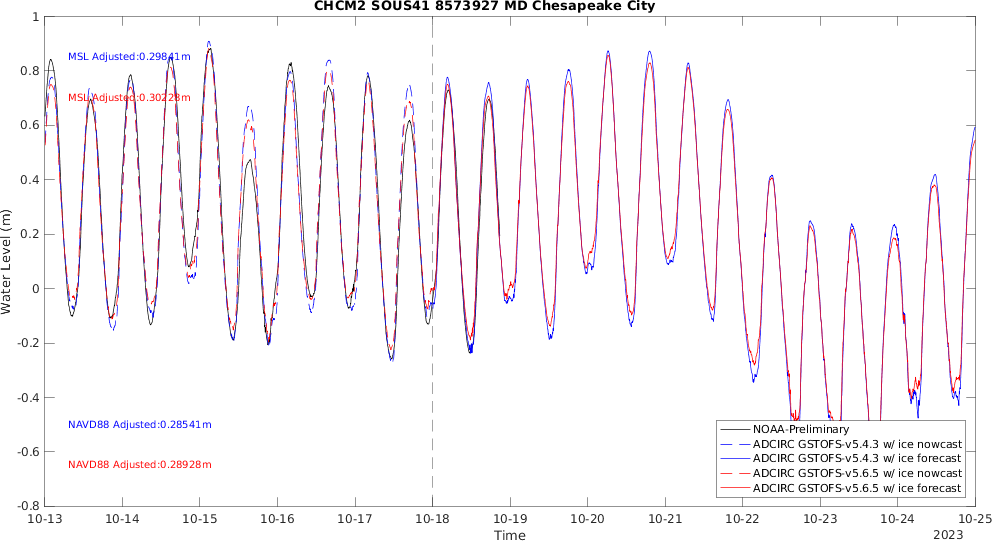 CHCM2 SOUS41 8573927 MD Chesapeake City
MSL Adjusted:0.29841m
MSL Adjusted:0.30228m
NAVD88 Adjusted:0.28541m
NAVD88 Adjusted:0.28928m
Water Level (m)
1
0.8
0.6
0.4
0.2
0
-0.2
-0.4
-0.6
-0.8
NOAA-Preliminary
ADCIRC GSTOFS-v5.4.3 w/ ice nowcast
ADCIRC GSTOFS-v5.4.3 w/ ice forecast
ADCIRC GSTOFS-v5.6.5 w/ ice nowcast
ADCIRC GSTOFS-v5.6.5 w/ ice forecast
10-13 10-14 10-15 10-16 10-17 10-18 10-19 10-20 10-21 10-22 10-23 10-24 10-25
Time
2023